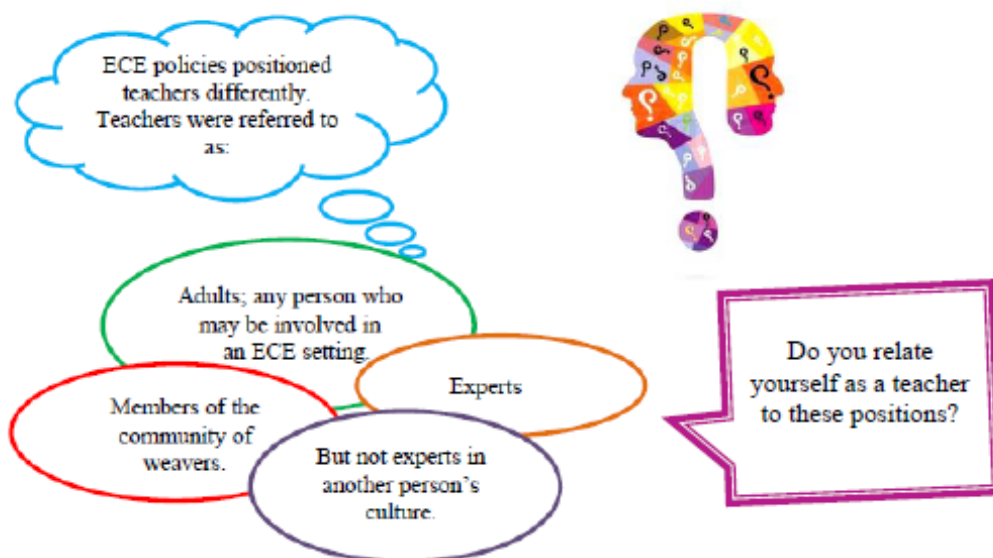 ECE policies positioned
teachers differently.
Teachers were referred to
as:
Adults; any person who
may be involved in
an ECE setting.
Experts
Members of the
community of
weavers.
But not experts in
another person's
culture.
Do you relate
yourself as a teacher
to these positions?